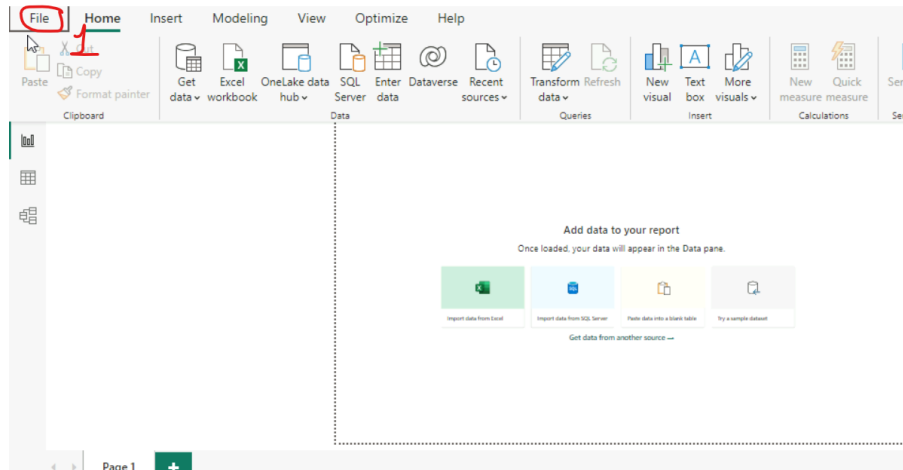 File Home Insert Modeling View Optimize Help
1
Paste Cut
Copy
Format painter
Get data Excel workbook OneLake data hub SQL Server Enter data Dataverse Recent sources Transform data Refresh New visual Text box A More visuals New measure Quick measure
Clipboard Data Queries Insert Calculations Se
Add data to your report
Once loaded, your data will appear in the Data pane.
Import data from Excel Import data from SQL Server Paste data into a blank table Try a sample dataset
Get data from another source →
Page 1 +